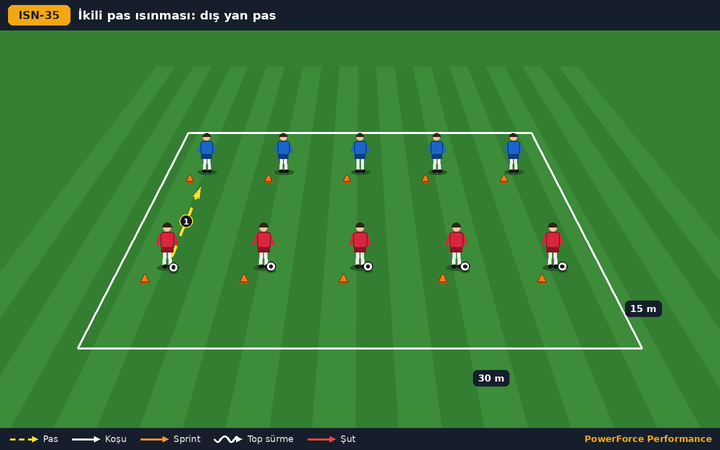 ISN-35 İkili pas ısınması: dış yan pas
1
15 m
30 m
Pas Koşu Sprint Top sürme Şut PowerForce Performance